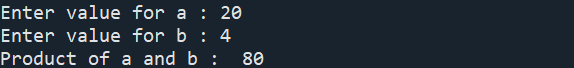 Enter value for a : 20
Enter value for b : 4
Product of a and b :  80